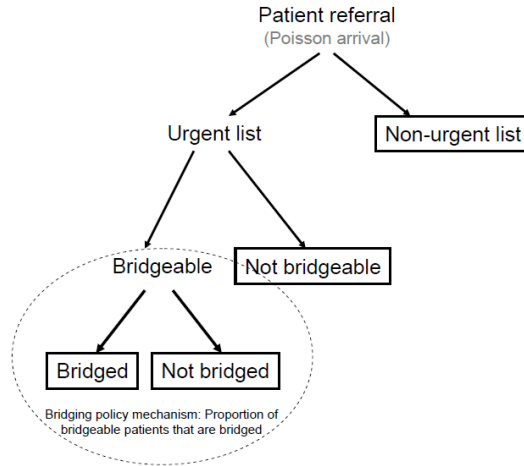 Patient referral
(Poisson arrival)
Urgent list
Non-urgent list
Bridgeable
Not bridgeable
Bridged
Not bridged
Bridging policy mechanism: Proportion of
bridgeable patients that are bridged